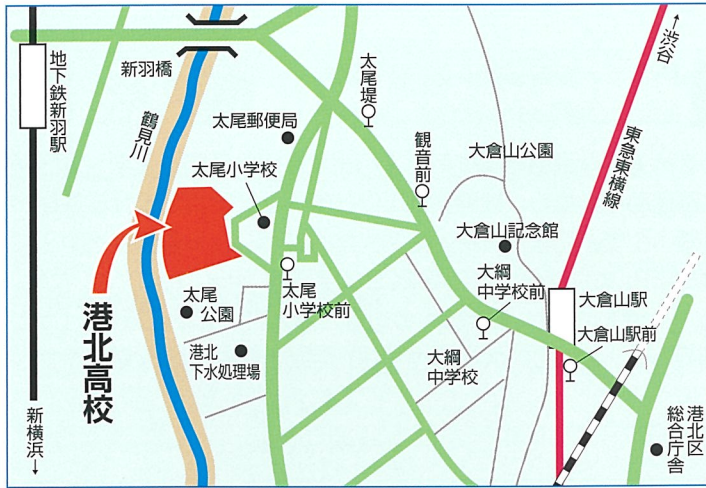 地下鉄新羽駅
新羽橋
鶴見川
太尾堤
太尾郵便局
観音前
大倉山公園
東急東横線
←渋谷
太尾小学校
大倉山記念館
港北高校
太尾
公園
太尾
小学校前
大綱
中学校前
大倉山駅
大倉山駅前
港北
下水処理場
大綱
中学校
新横浜→
港北区
総合庁舎